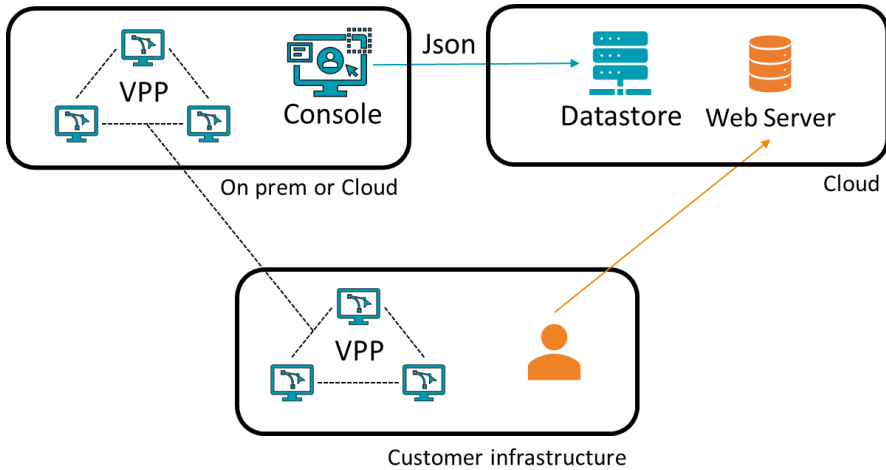 VPP
Console
On prem or Cloud
Json
Datastore
Web Server
Cloud
VPP
Customer infrastructure